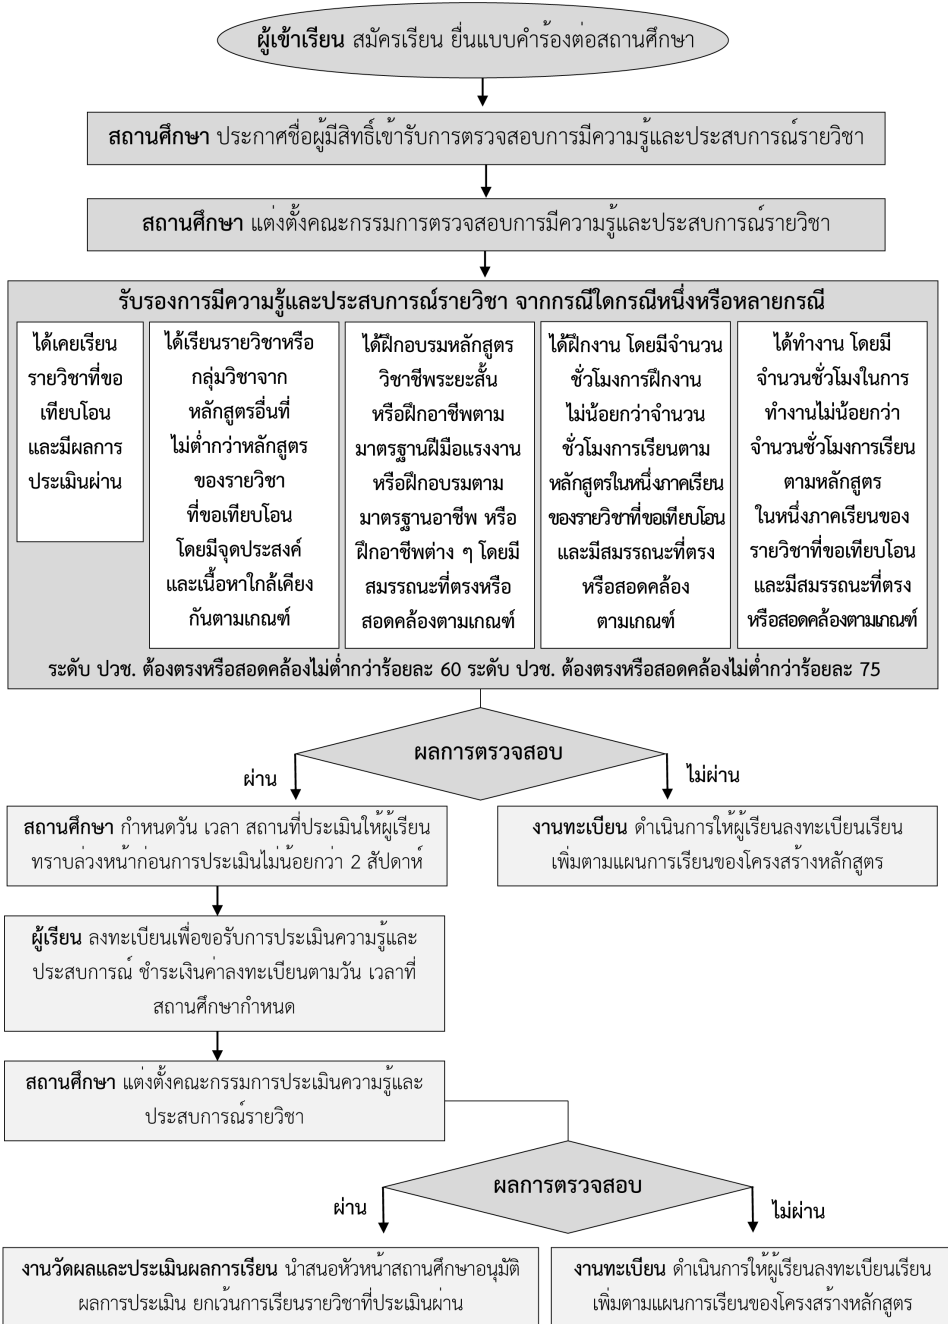 ผู้เข้าเรียน สมัครเรียน ยื่นแบบคำร้องต่อสถานศึกษา
สถานศึกษา ประกาศชื่อผู้มีสิทธิ์เข้ารับการตรวจสอบการมีความรู้และประสบการณ์รายวิชา
สถานศึกษา แต่งตั้งคณะกรรมการตรวจสอบการมีความรู้และประสบการณ์รายวิชา
รับรองการมีความรู้และประสบการณ์รายวิชา จากกรณีใดกรณีหนึ่งหรือหลายกรณี
ได้เคยเรียน
รายวิชาที่ขอ
เทียบโอน
และมีผลการ
ประเมินผ่าน
ได้เรียนรายวิชาหรือ
กลุ่มวิชาจาก
หลักสูตรอื่นที่
ไม่ต่ำกว่าหลักสูตร
ของรายวิชา
ที่ขอเทียบโอน
โดยมีจุดประสงค์
และเนื้อหาใกล้เคียง
กันตามเกณฑ์
ได้ฝึกอบรมหลักสูตร
วิชาชีพระยะสั้น
หรือฝึกอาชีพตาม
มาตรฐานฝีมือแรงงาน
หรือฝึกอบรมตาม
มาตรฐานอาชีพ หรือ
ฝึกอาชีพต่าง ๆ โดยมี
สมรรถนะที่ตรงหรือ
สอดคล้องตามเกณฑ์
ได้ฝึกงาน โดยมีจำนวน
ชั่วโมงการฝึกงาน
ไม่น้อยกว่าจำนวน
ชั่วโมงการเรียนตาม
หลักสูตรในหนึ่งภาคเรียน
ของรายวิชาที่ขอเทียบโอน
และมีสมรรถนะที่ตรง
หรือสอดคล้อง
ตามเกณฑ์
ได้ทำงาน โดยมี
จำนวนชั่วโมงในการ
ทำงานไม่น้อยกว่า
จำนวนชั่วโมงการเรียน
ตามหลักสูตร
ในหนึ่งภาคเรียนของ
รายวิชาที่ขอเทียบโอน
และมีสมรรถนะที่ตรง
หรือสอดคล้องตามเกณฑ์
ระดับ ปวช. ต้องตรงหรือสอดคล้องไม่ต่ำกว่าร้อยละ 60 ระดับ ปวช. ต้องตรงหรือสอดคล้องไม่ต่ำกว่าร้อยละ 75
ผลการตรวจสอบ
ผ่าน
ไม่ผ่าน
สถานศึกษา กำหนดวัน เวลา สถานที่ประเมินให้ผู้เรียน
ทราบล่วงหน้าก่อนการประเมินไม่น้อยกว่า 2 สัปดาห์
งานทะเบียน ดำเนินการให้ผู้เรียนลงทะเบียนเรียน
เพิ่มตามแผนการเรียนของโครงสร้างหลักสูตร
ผู้เรียน ลงทะเบียนเพื่อขอรับการประเมินความรู้และ
ประสบการณ์ ชำระเงินค่าลงทะเบียนตามวัน เวลาที่
สถานศึกษากำหนด
สถานศึกษา แต่งตั้งคณะกรรมการประเมินความรู้และ
ประสบการณ์รายวิชา
ผลการตรวจสอบ
ผ่าน
ไม่ผ่าน
งานวัดผลและประเมินผลการเรียน นำสนอหัวหน้าสถานศึกษาอนุมัติ
ผลการประเมิน ยกเว้นการเรียนรายวิชาที่ประเมินผ่าน
งานทะเบียน ดำเนินการให้ผู้เรียนลงทะเบียนเรียน
เพิ่มตามแผนการเรียนของโครงสร้างหลักสูตร